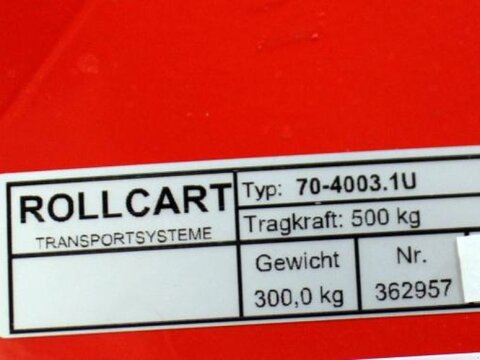 ROLLCART
TRANSPORTSYSTEME
Typ: 70-4003.1U
Tragkraft: 500 kg
Gewicht
300,0 kg
Nr.
362957